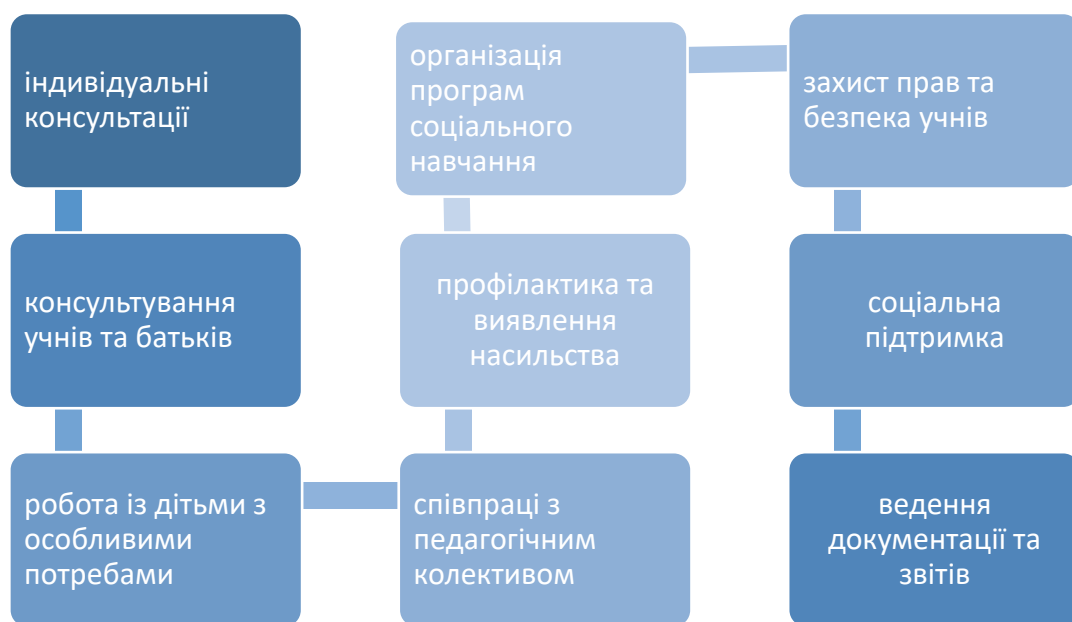 індивідуальні
консультації
консультування
учнів та батьків
робота із дітьми з
особливими
потребами
співпраці з
педагогічним
колективом
профілактика та
виявлення
насильства
організація
програм
соціального
навчання
захист прав та
безпека учнів
соціальна
підтримка
ведення
документації та
звітів